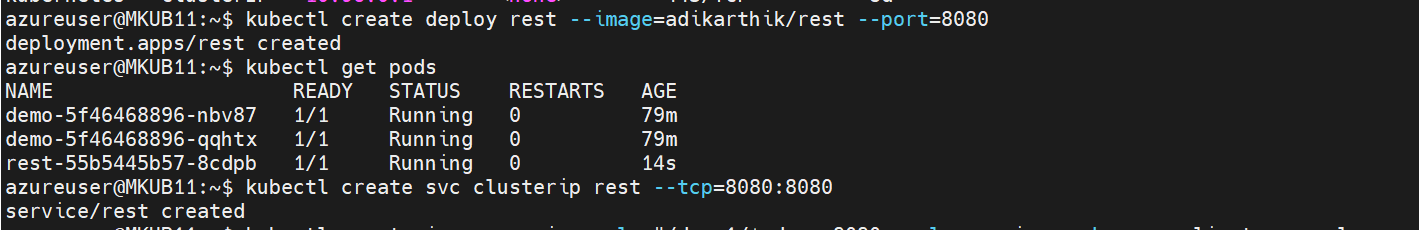 azureuser@MKUB11:~$ kubectl create deploy rest --image=adikarthik/rest --port=8080
deployment.apps/rest created
azureuser@MKUB11:~$ kubectl get pods
NAME READY STATUS RESTARTS AGE
demo-5f46468896-nbv87 1/1 Running 0 79m
demo-5f46468896-qqhtx 1/1 Running 0 79m
rest-55b5445b57-8cdpb 1/1 Running 0 14s
azureuser@MKUB11:~$ kubectl create svc clusterip rest --tcp=8080:8080
service/rest created